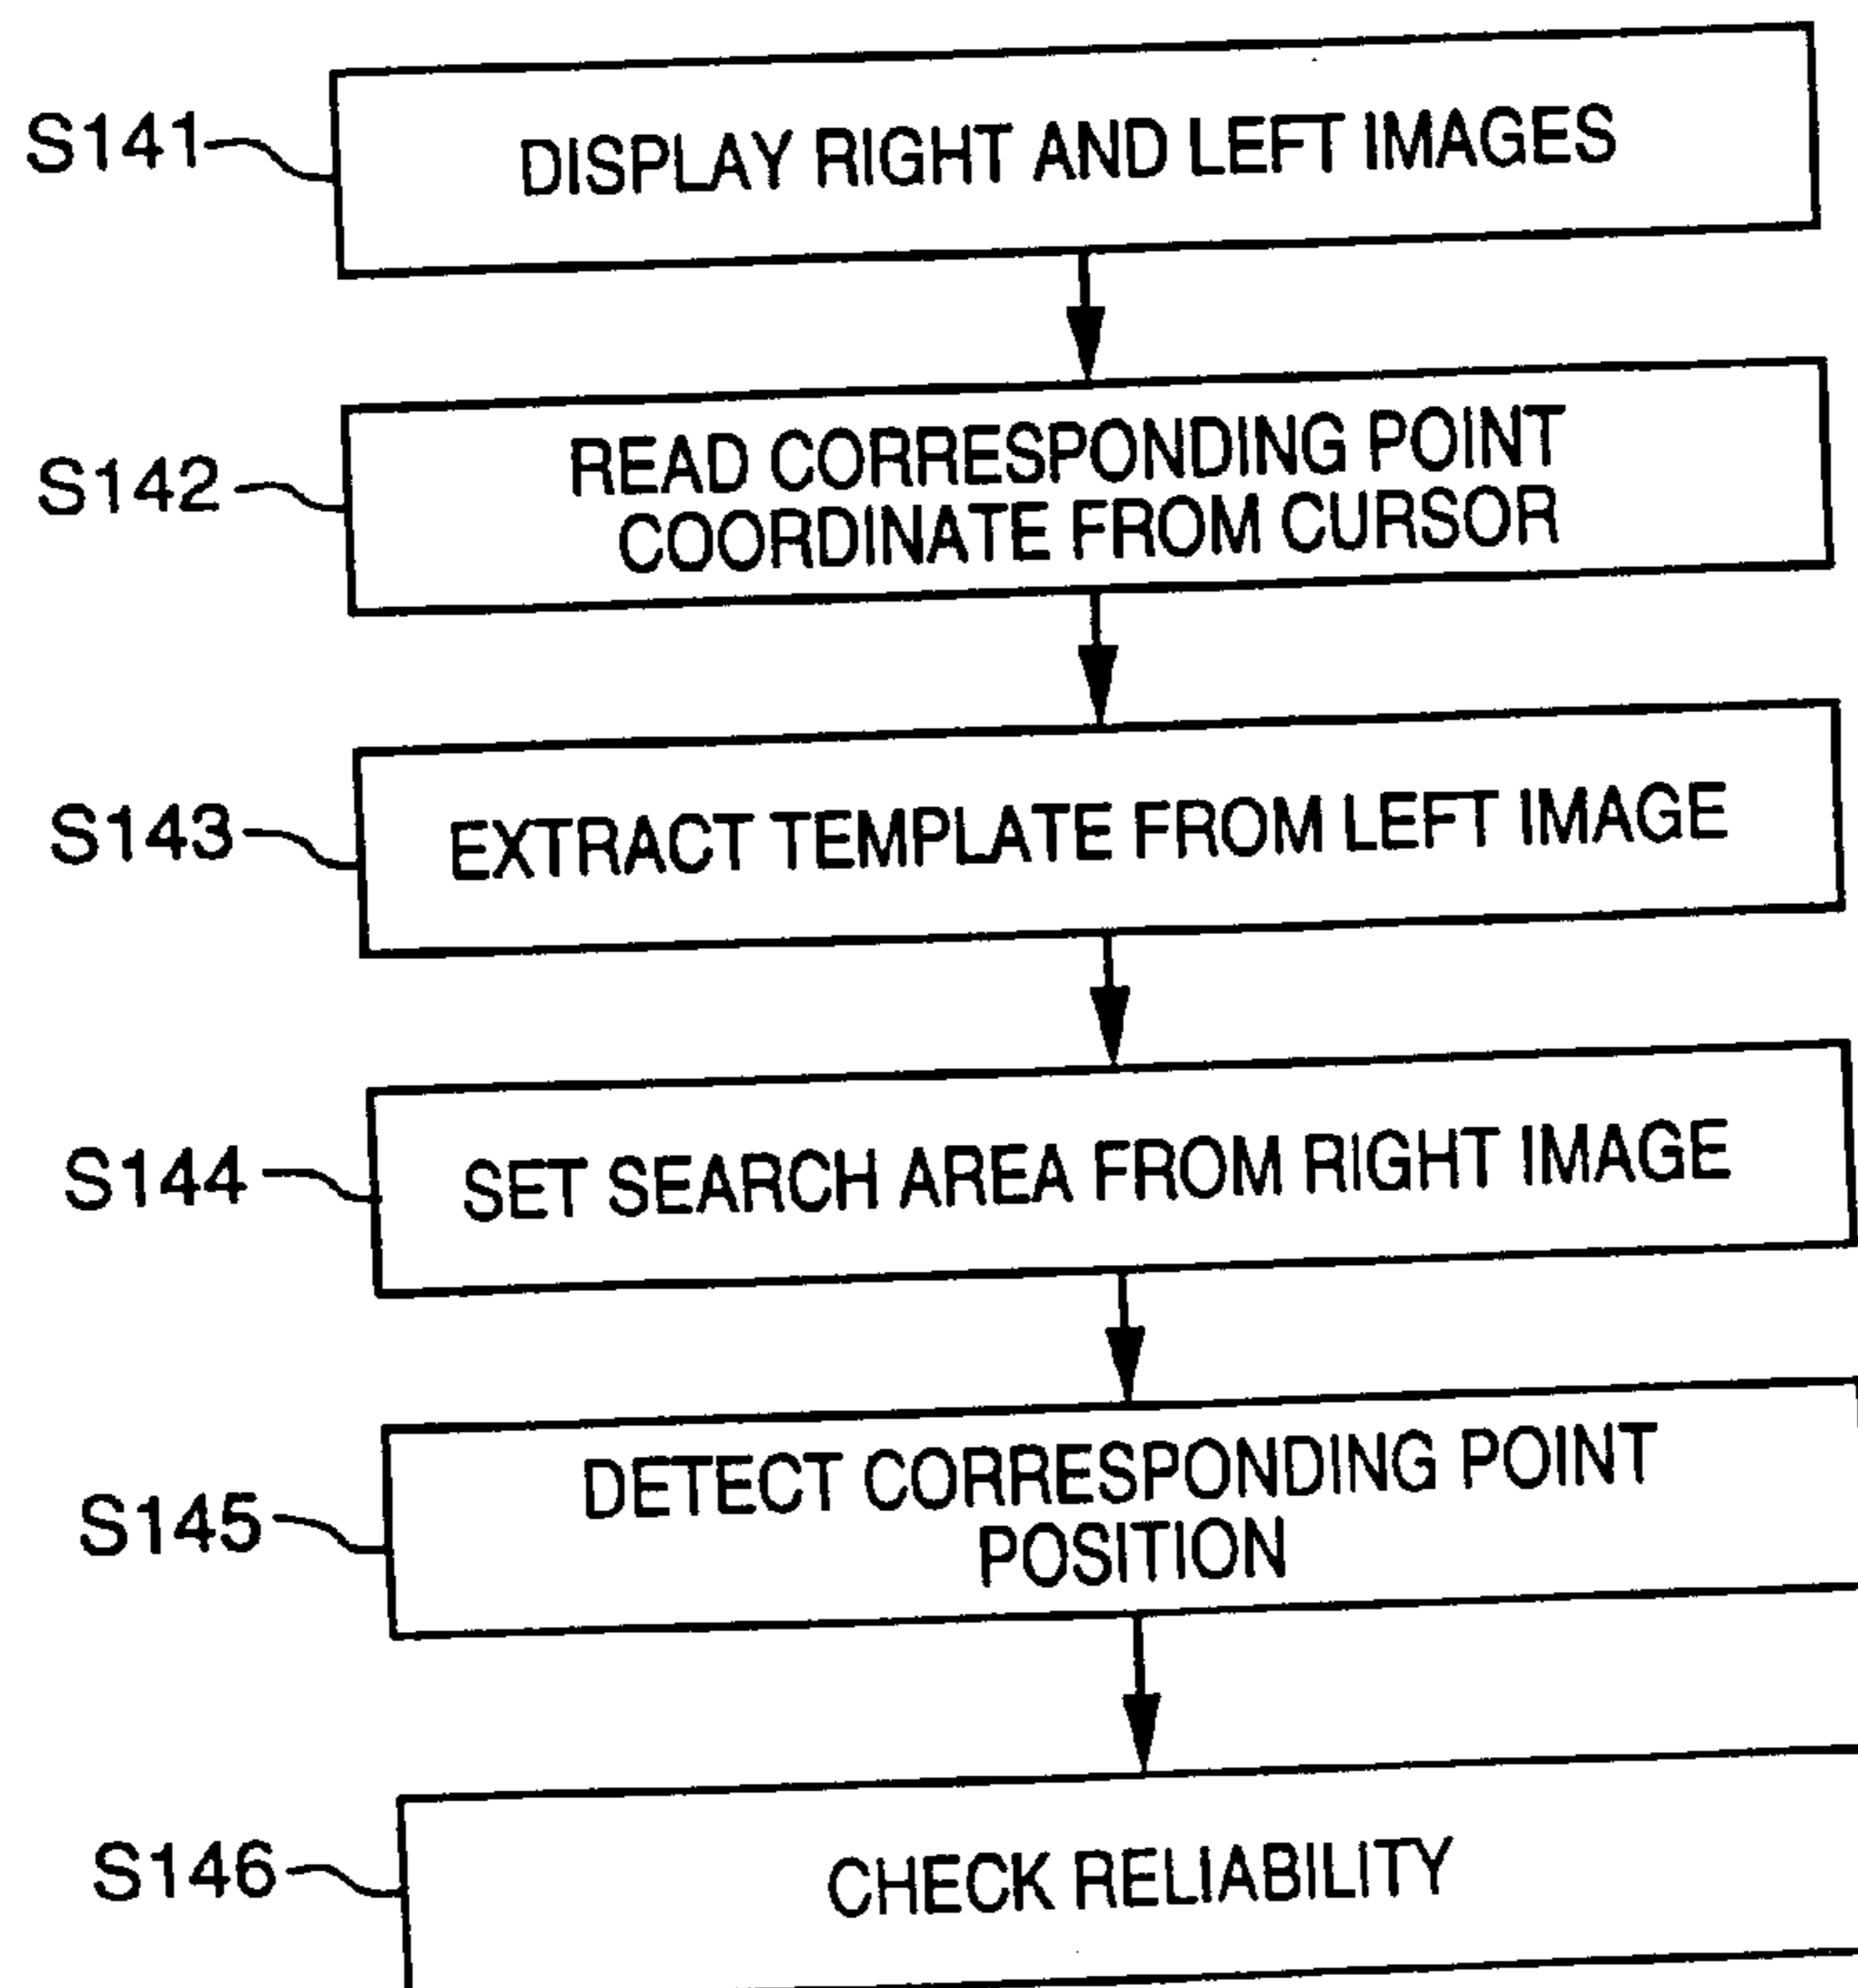 S141
DISPLAY RIGHT AND LEFT IMAGES
S142
READ CORRESPONDING POINT
COORDINATE FROM CURSOR
S143
EXTRACT TEMPLATE FROM LEFT IMAGE
S144
SET SEARCH AREA FROM RIGHT IMAGE
S145
DETECT CORRESPONDING POINT
POSITION
S146
CHECK RELIABILITY